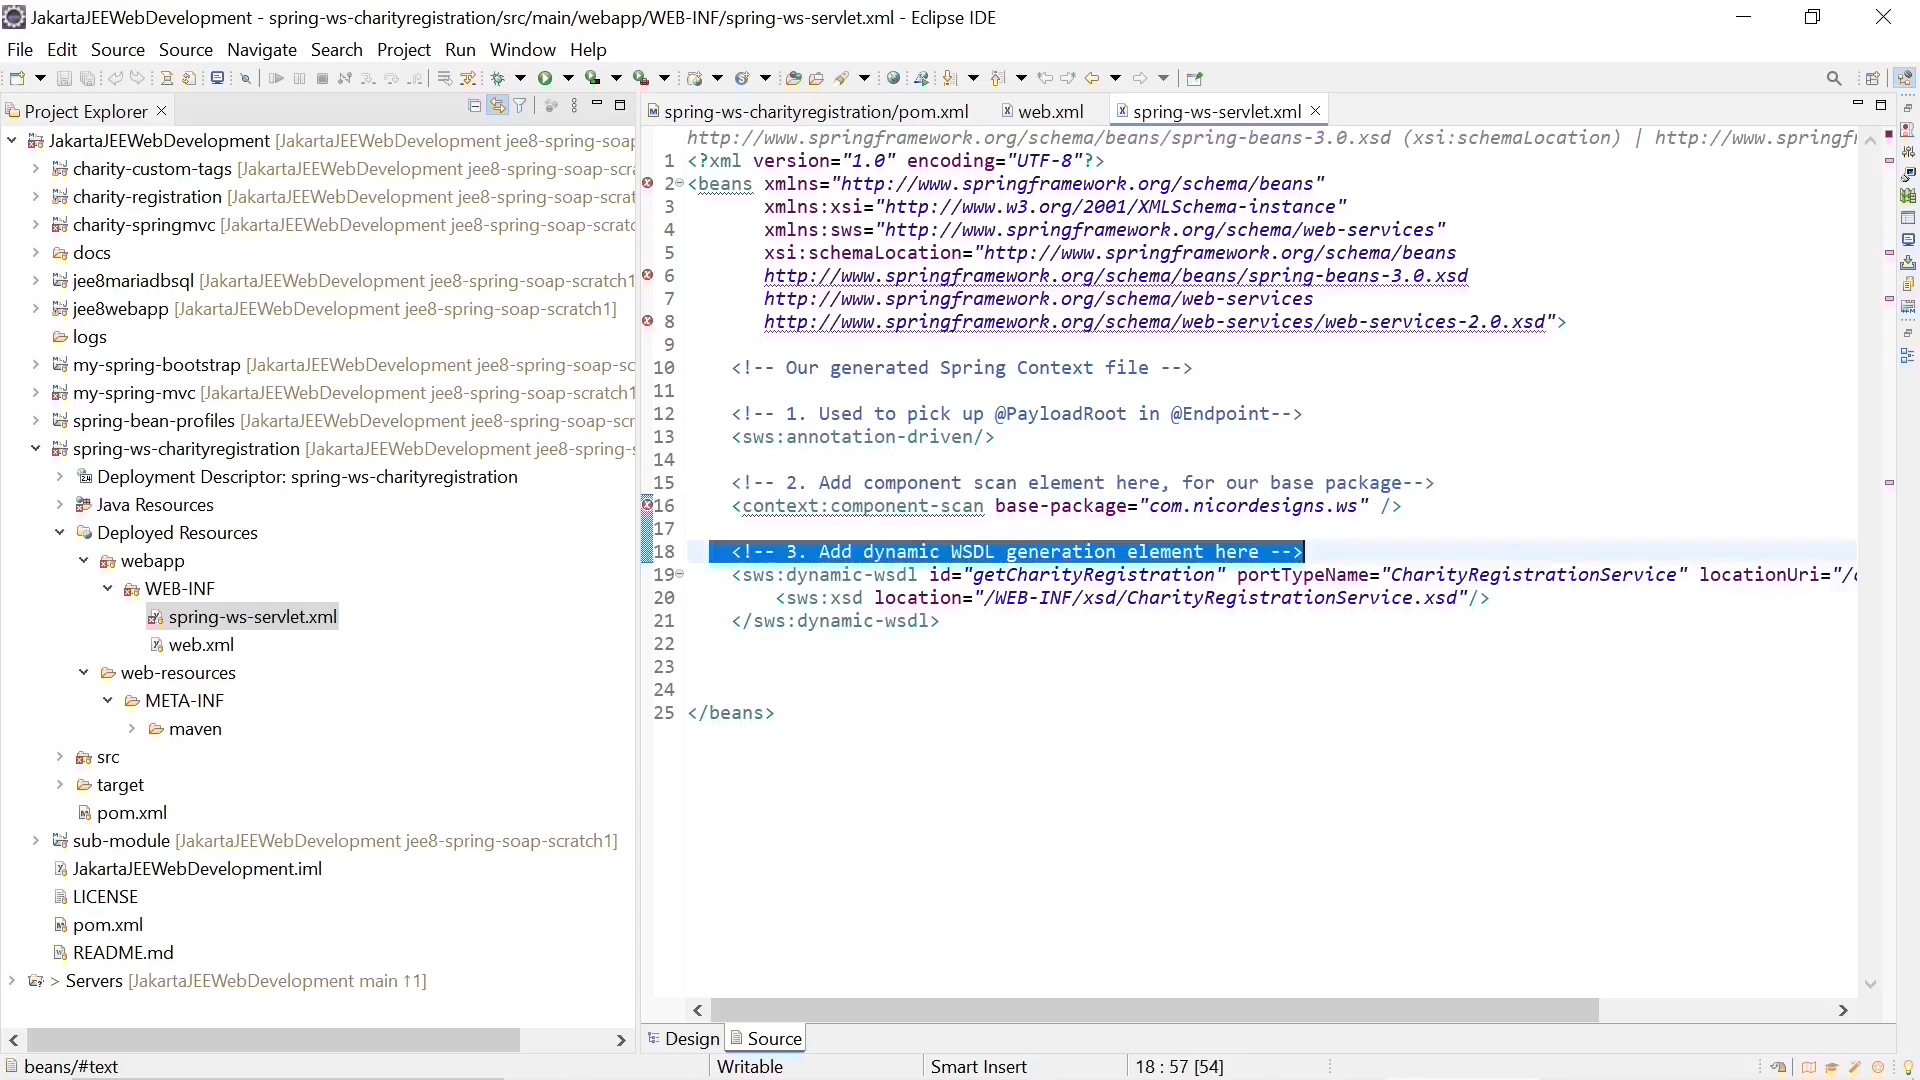 JakartaJEEWebDevelopment - spring-ws-charityregistration/src/main/webapp/WEB-INF/spring-ws-servlet.xml - Eclipse IDE
File Edit Source Source Navigate Search Project Run Window Help
Project Explorer
JakartaJEEWebDevelopment [JakartaJEEWebDevelopment jee8-spring-soap
charity-custom-tags [JakartaJEEWebDevelopment jee8-spring-soap-scra
charity-registration [JakartaJEEWebDevelopment jee8-spring-soap-scrat
charity-springmvc [JakartaJEEWebDevelopment jee8-spring-soap-scratc
docs
jee8mariadbsql [JakartaJEEWebDevelopment jee8-spring-soap-scratch1
jee8webapp [JakartaJEEWebDevelopment jee8-spring-soap-scratch1]
logs
my-spring-bootstrap [JakartaJEEWebDevelopment jee8-spring-soap-sc
my-spring-mvc [JakartaJEEWebDevelopment jee8-spring-soap-scratch1
spring-bean-profiles [JakartaJEEWebDevelopment jee8-spring-soap-scr
spring-ws-charityregistration [JakartaJEEWebDevelopment jee8-spring-s
Deployment Descriptor: spring-ws-charityregistration
Java Resources
Deployed Resources
webapp
WEB-INF
spring-ws-servlet.xml
web.xml
web-resources
META-INF
maven
src
target
pom.xml
sub-module [JakartaJEEWebDevelopment jee8-spring-soap-scratch1]
JakartaJEEWebDevelopment.iml
LICENSE
pom.xml
README.md
> Servers [JakartaJEEWebDevelopment main ↑1]
spring-ws-charityregistration/pom.xml web.xml spring-ws-servlet.xml
http://www.springframework.org/schema/beans/spring-beans-3.0.xsd (xsi:schemaLocation) | http://www.springf
1 <?xml version="1.0" encoding="UTF-8"?>
2 <beans xmlns="http://www.springframework.org/schema/beans"
3 xmlns:xsi="http://www.w3.org/2001/XMLSchema-instance"
4 xmlns:sws="http://www.springframework.org/schema/web-services"
5 xsi:schemaLocation="http://www.springframework.org/schema/beans
6 http://www.springframework.org/schema/beans/spring-beans-3.0.xsd
7 http://www.springframework.org/schema/web-services
8 http://www.springframework.org/schema/web-services/web-services-2.0.xsd">
9
10 <!-- Our generated Spring Context file -->
11
12 <!-- 1. Used to pick up @PayloadRoot in @Endpoint-->
13 <sws:annotation-driven/>
14
15 <!-- 2. Add component scan element here, for our base package-->
16 <context:component-scan base-package="com.nicordesigns.ws" />
17
18 <!-- 3. Add dynamic WSDL generation element here -->
19 <sws:dynamic-wsdl id="getCharityRegistration" portTypeName="CharityRegistrationService" locationUri="/c
20 <sws:xsd location="/WEB-INF/xsd/CharityRegistrationService.xsd"/>
21 </sws:dynamic-wsdl>
22
23
24
25 </beans>
Design Source
beans/#text Writable Smart Insert 18 : 57 [54]